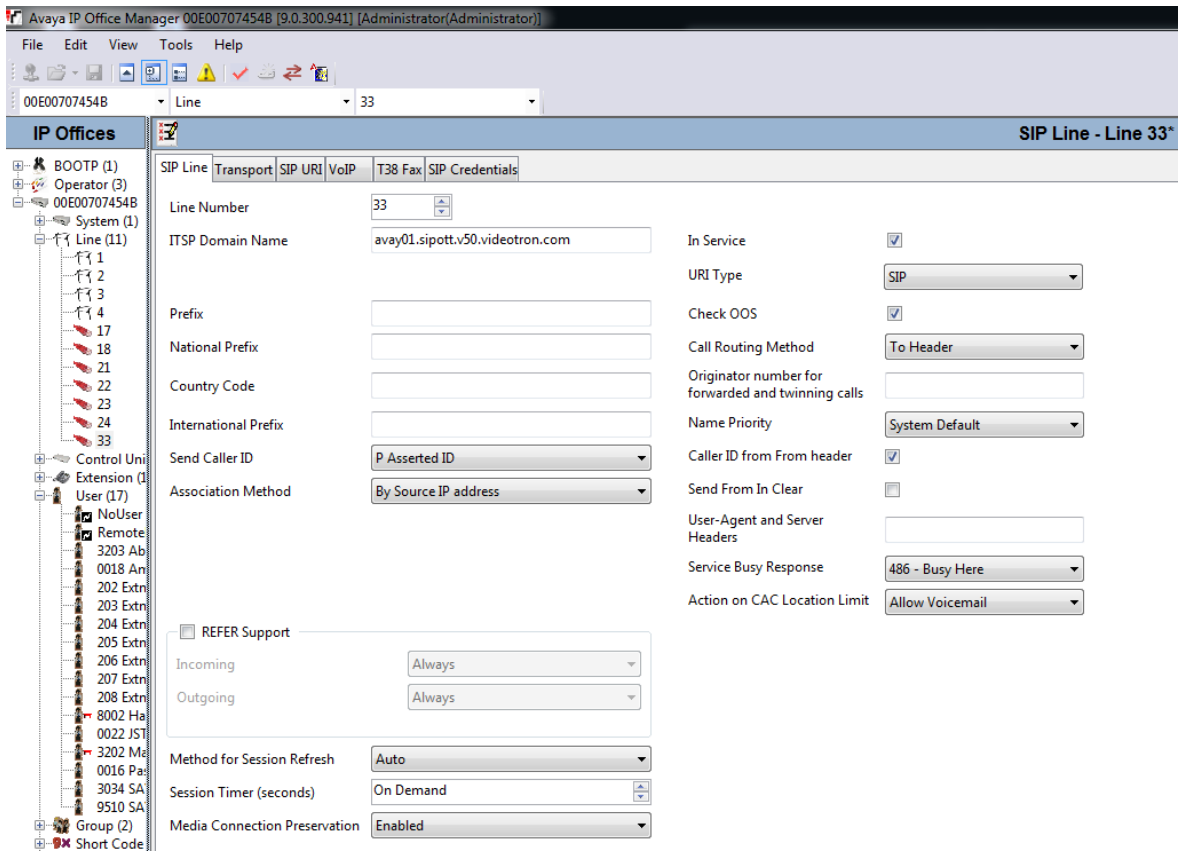 Avaya IP Office Manager 00E00707454B [9.0.300.941] [Administrator(Administrator)]
File Edit View Tools Help
00E00707454B Line 33
IP Offices
SIP Line - Line 33*
BOOTP (1)
Operator (3)
00E00707454B
System (1)
Line (11)
1
2
3
4
17
18
21
22
23
24
33
Control Uni
Extension (1
User (17)
NoUser
Remote
3203 Ab
0018 An
202 Extn
203 Extn
204 Extn
205 Extn
206 Extn
207 Extn
208 Extn
8002 Ha
0022 JST
3202 Ma
0016 Pas
3034 SA
9510 SA
Group (2)
Short Code
SIP Line Transport SIP URI VoIP T38 Fax SIP Credentials
Line Number 33
ITSP Domain Name avay01.sipott.v50.videotron.com
Prefix
National Prefix
Country Code
International Prefix
Send Caller ID P Asserted ID
Association Method By Source IP address
REFER Support
Incoming Always
Outgoing Always
Method for Session Refresh Auto
Session Timer (seconds) On Demand
Media Connection Preservation Enabled
In Service
URI Type SIP
Check OOS
Call Routing Method To Header
Originator number for
forwarded and twinning calls
Name Priority System Default
Caller ID from From header
Send From In Clear
User-Agent and Server
Headers
Service Busy Response 486 - Busy Here
Action on CAC Location Limit Allow Voicemail